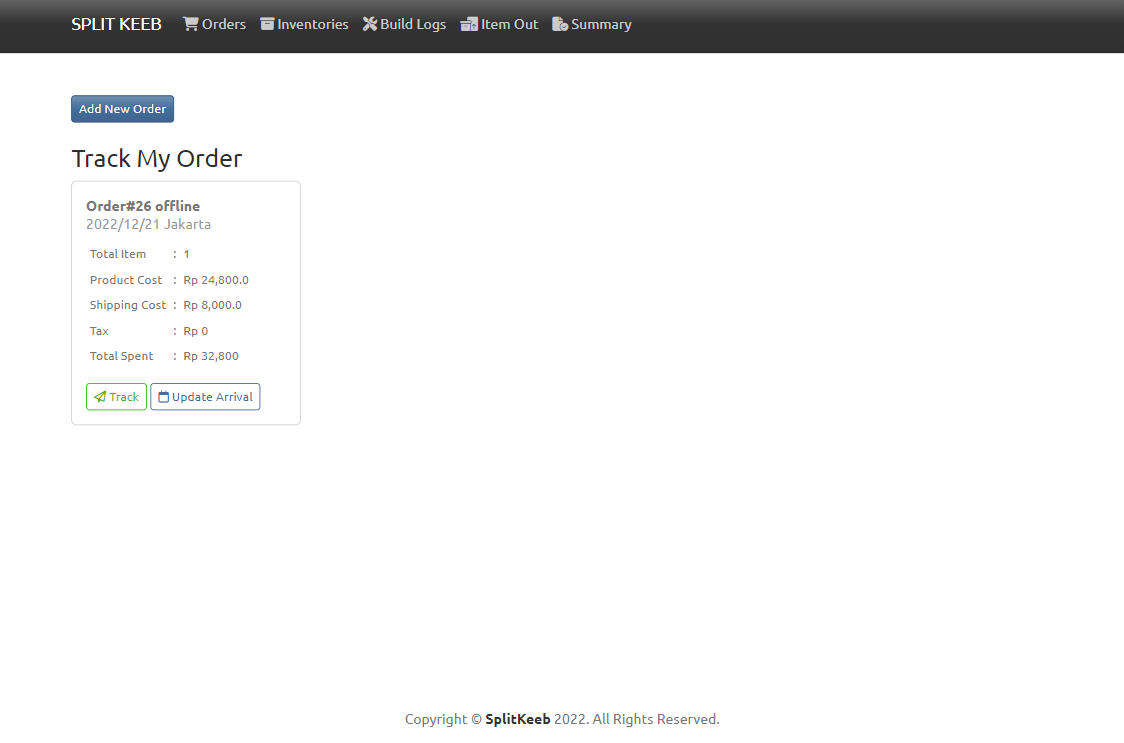 SPLIT KEEB Orders Inventories Build Logs Item Out Summary
Add New Order
Track My Order
Order#26 offline
2022/12/21 Jakarta
Total Item : 1
Product Cost : Rp 24,800.0
Shipping Cost : Rp 8,000.0
Tax : Rp 0
Total Spent : Rp 32,800
Track Update Arrival
Copyright © SplitKeeb 2022. All Rights Reserved.